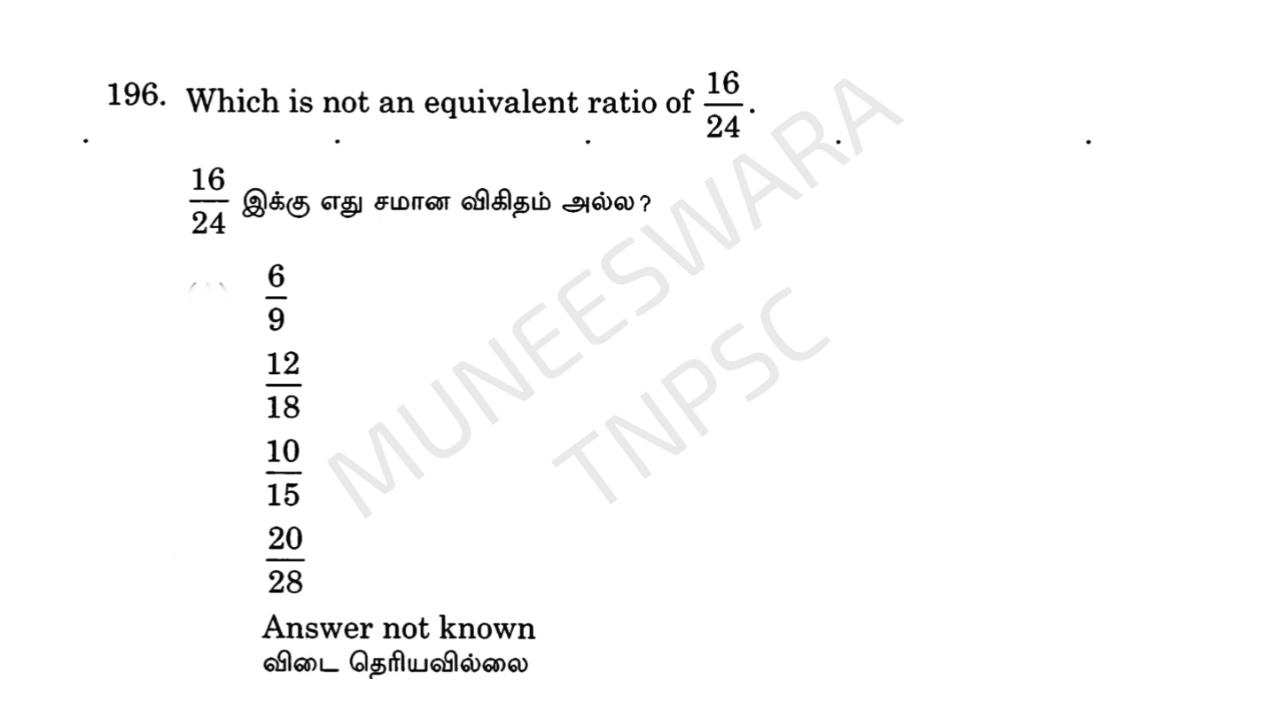 196. Which is not an equivalent ratio of 16/24.
16/24 இக்கு எது சமான விகிதம் அல்ல?
6/9
12/18
10/15
20/28
Answer not known
விடை தெரியவில்லை
MUNEESWARA
TNPSC